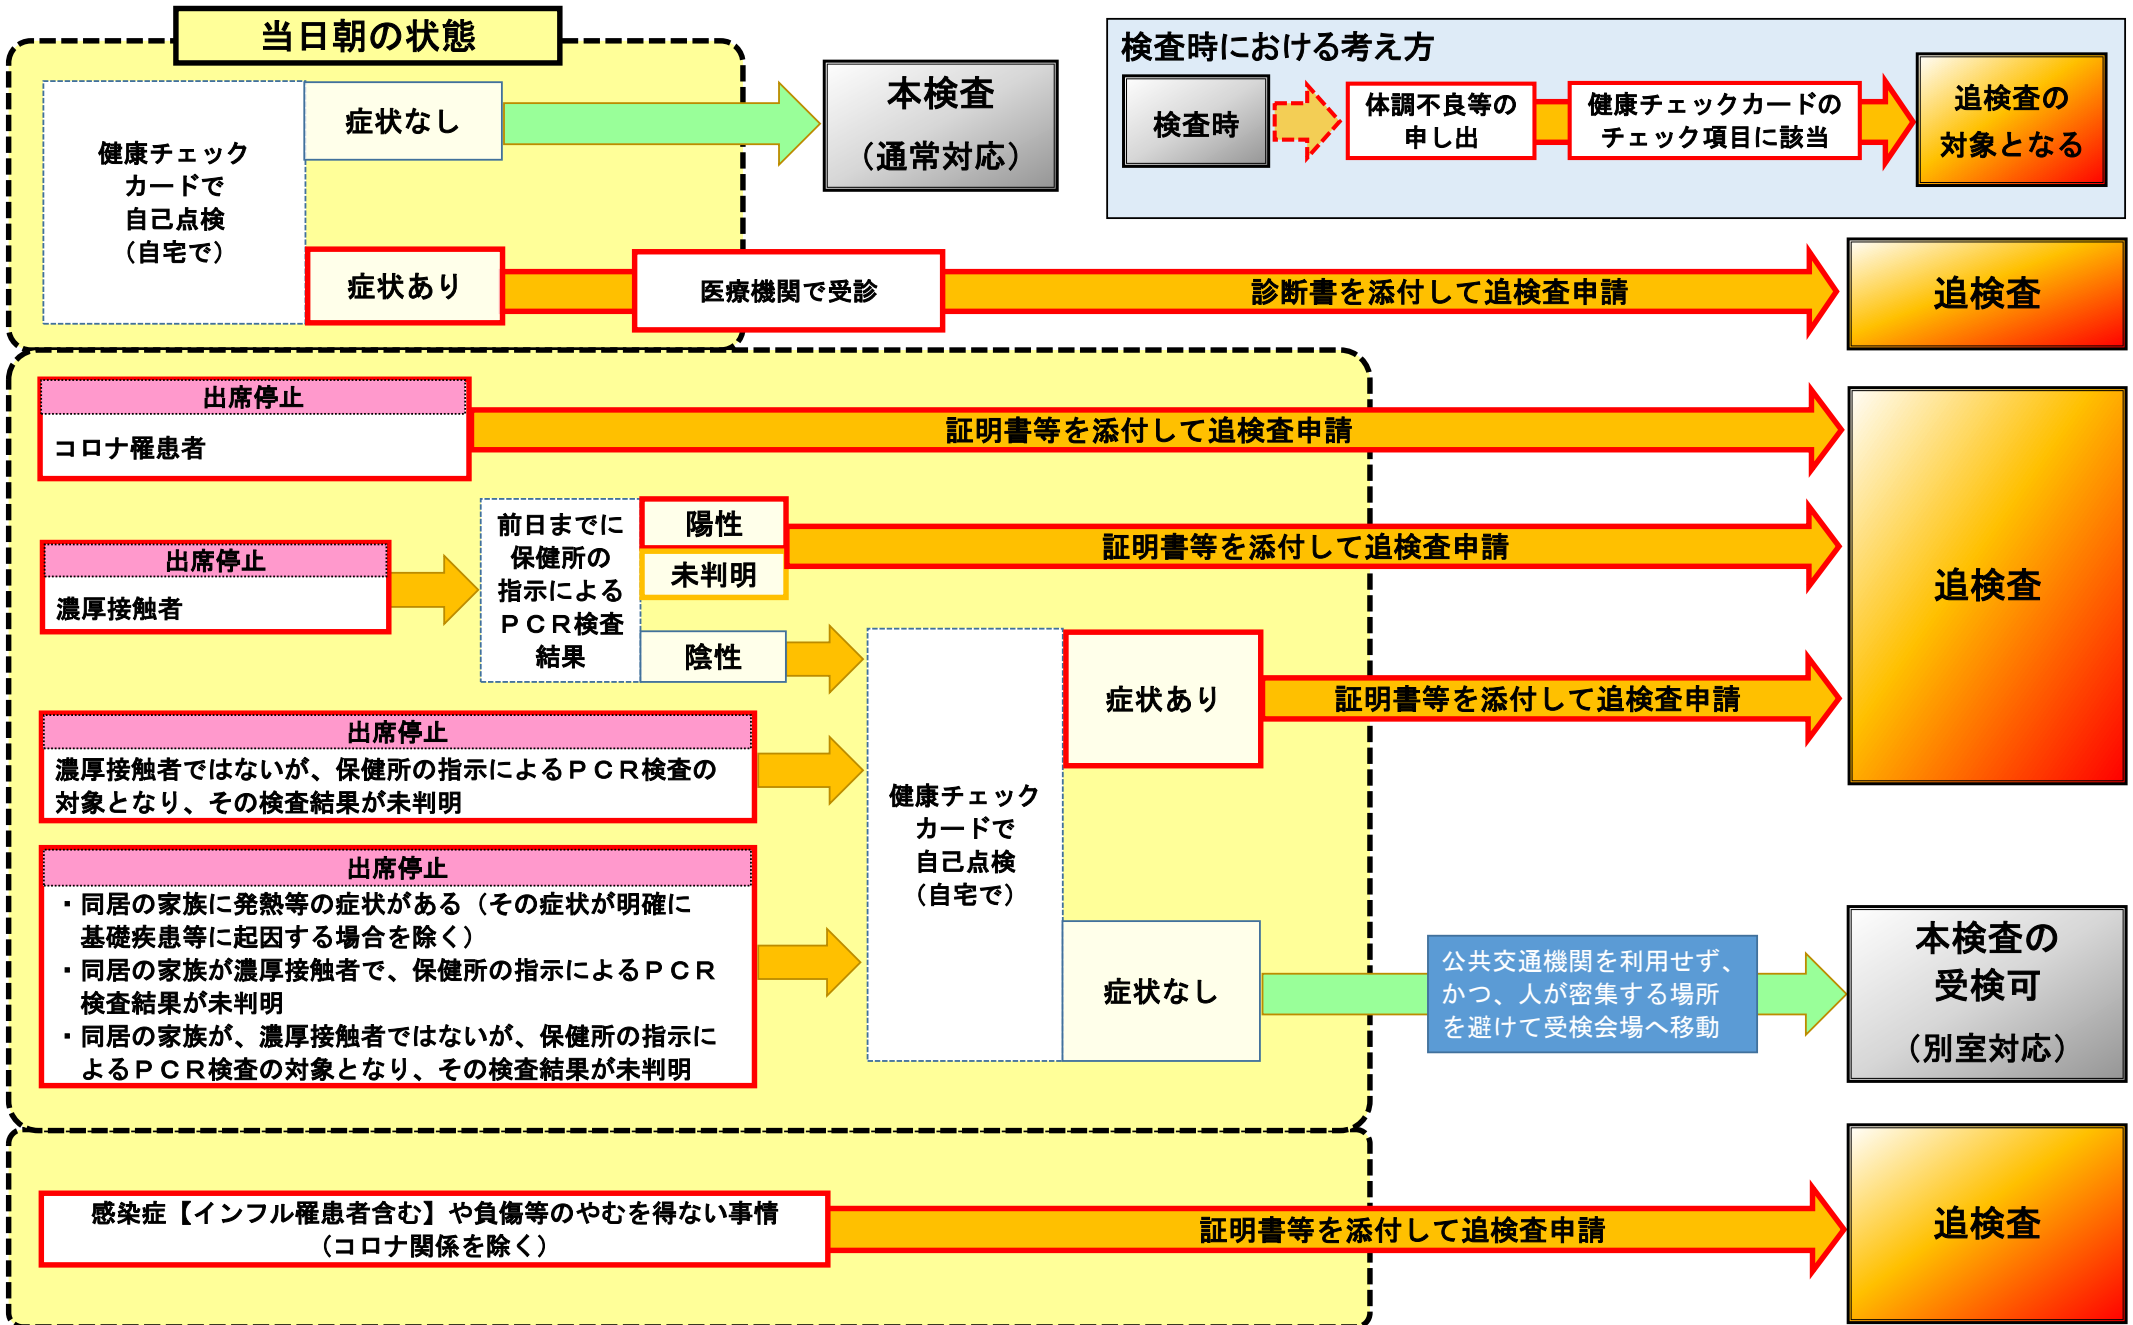 当日朝の状態
健康チェック
カードで
自己点検
（自宅で）
症状なし
本検査
（通常対応）
症状あり
医療機関で受診
診断書を添付して追検査申請
追検査
検査時における考え方
検査時
体調不良等の
申し出
健康チェックカードの
チェック項目に該当
追検査の
対象となる
出席停止
コロナ罹患者
証明書等を添付して追検査申請
追検査
出席停止
濃厚接触者
前日までに
保健所の
指示による
ＰＣＲ検査
結果
陽性
未判明
証明書等を添付して追検査申請
陰性
出席停止
濃厚接触者ではないが、保健所の指示によるＰＣＲ検査の
対象となり、その検査結果が未判明
出席停止
・同居の家族に発熱等の症状がある（その症状が明確に
基礎疾患等に起因する場合を除く）
・同居の家族が濃厚接触者で、保健所の指示によるＰＣＲ
検査結果が未判明
・同居の家族が、濃厚接触者ではないが、保健所の指示に
よるＰＣＲ検査の対象となり、その検査結果が未判明
健康チェック
カードで
自己点検
（自宅で）
症状あり
証明書等を添付して追検査申請
症状なし
公共交通機関を利用せず、
かつ、人が密集する場所
を避けて受検会場へ移動
本検査の
受検可
（別室対応）
感染症【インフル罹患者含む】や負傷等のやむを得ない事情
（コロナ関係を除く）
証明書等を添付して追検査申請
追検査